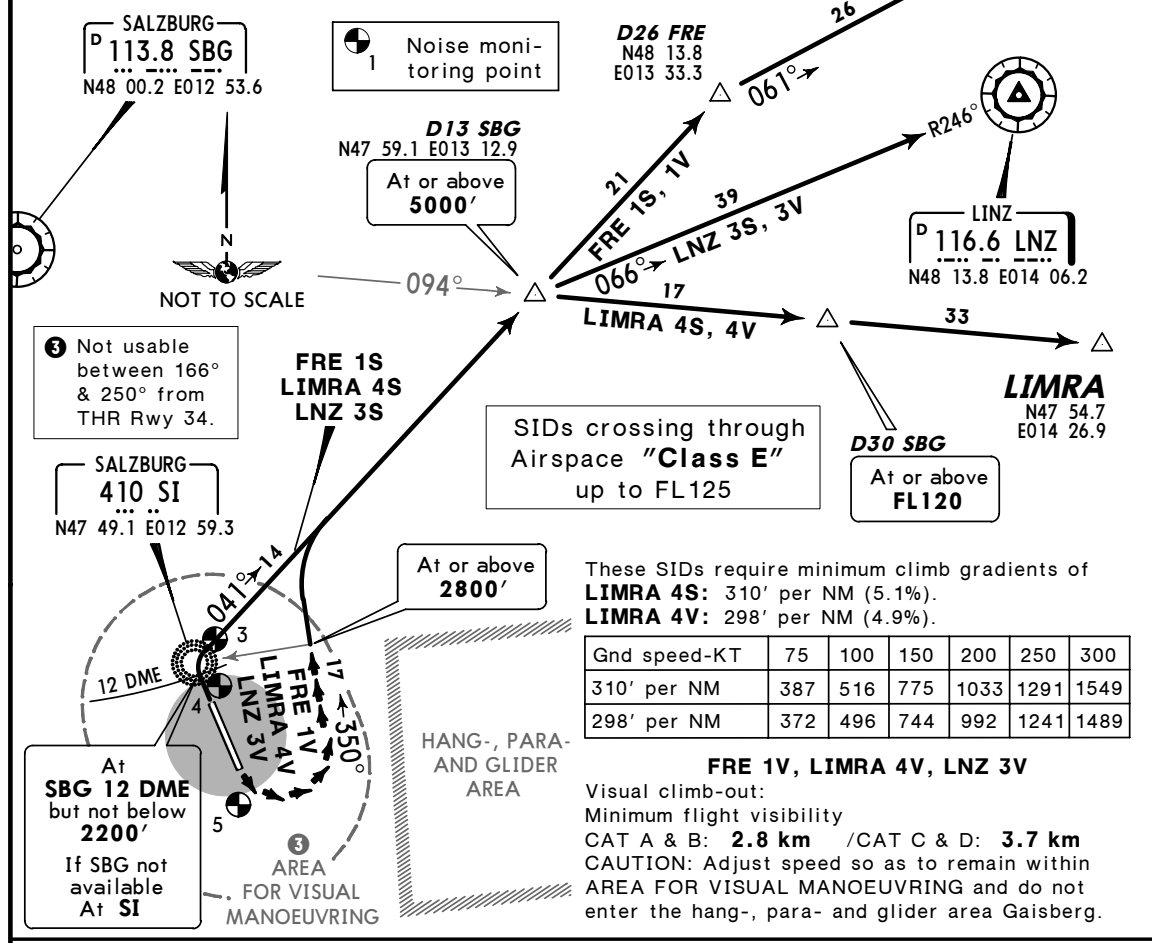 SALZBURG
D 113.8 SBG
N48 00.2 E012 53.6
1
Noise moni-
toring point
D26 FRE
N48 13.8
E013 33.3
26
061°
D13 SBG
N47 59.1 E013 12.9
At or above
5000'
21
FRE 1S, 1V
39
066°
LNZ 3S, 3V
R246°
LINZ
D 116.6 LNZ
N48 13.8 E014 06.2
N
NOT TO SCALE
094°
17
LIMRA 4S, 4V
33
LIMRA
N47 54.7
E014 26.9
3 Not usable
between 166°
& 250° from
THR Rwy 34.
FRE 1S
LIMRA 4S
LNZ 3S
SIDs crossing through
Airspace "Class E"
up to FL125
D30 SBG
At or above
FL120
SALZBURG
410 SI
N47 49.1 E012 59.3
041°
14
At or above
2800'
3
12 DME
4
5
LNZ 3V
LIMRA 4V
FRE 1V
17
350°
At
SBG 12 DME
but not below
2200'
If SBG not
available
At SI
3
AREA
FOR VISUAL
MANOEUVRING
HANG-, PARA-
AND GLIDER
AREA
These SIDs require minimum climb gradients of
LIMRA 4S: 310' per NM (5.1%).
LIMRA 4V: 298' per NM (4.9%).
Gnd speed-KT 75 100 150 200 250 300
310' per NM 387 516 775 1033 1291 1549
298' per NM 372 496 744 992 1241 1489
FRE 1V, LIMRA 4V, LNZ 3V
Visual climb-out:
Minimum flight visibility
CAT A & B: 2.8 km /CAT C & D: 3.7 km
CAUTION: Adjust speed so as to remain within
AREA FOR VISUAL MANOEUVRING and do not
enter the hang-, para- and glider area Gaisberg.